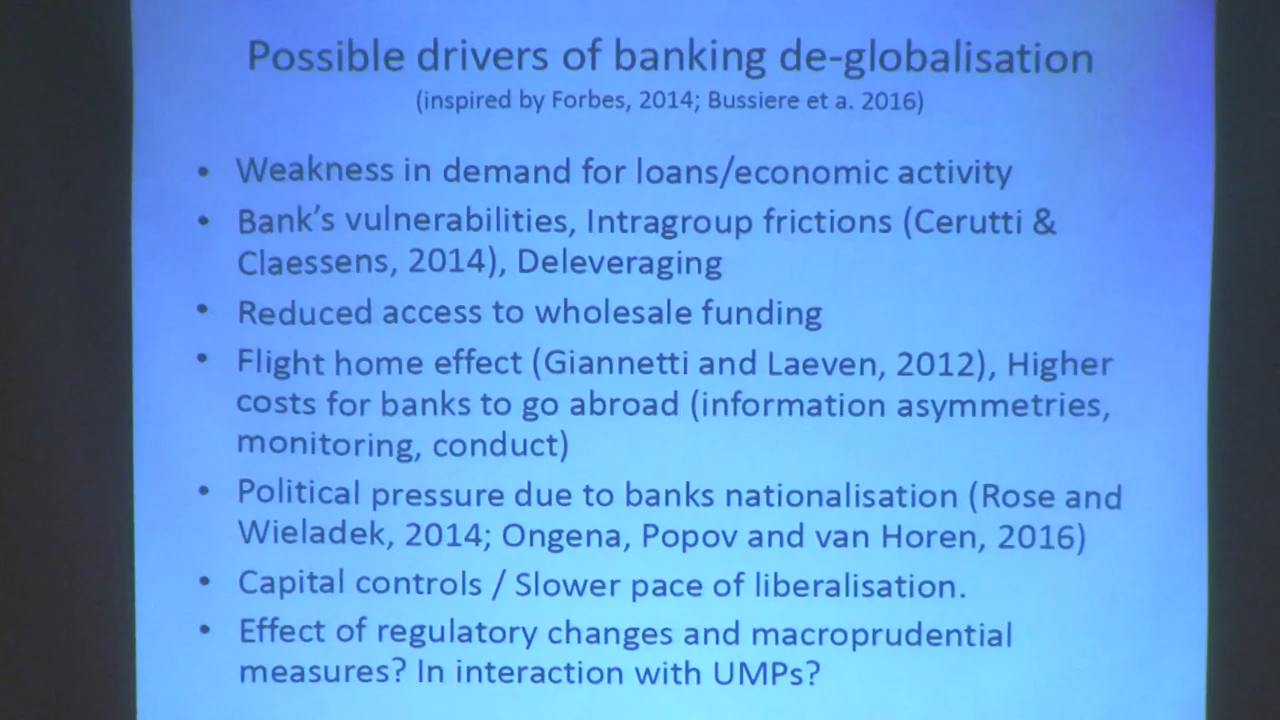 Possible drivers of banking de-globalisation
(inspired by Forbes, 2014; Bussiere et a. 2016)
• Weakness in demand for loans/economic activity
• Bank's vulnerabilities, Intragroup frictions (Cerutti &
Claessens, 2014), Deleveraging
• Reduced access to wholesale funding
• Flight home effect (Giannetti and Laeven, 2012), Higher
costs for banks to go abroad (information asymmetries,
monitoring, conduct)
• Political pressure due to banks nationalisation (Rose and
Wieladek, 2014; Ongena, Popov and van Horen, 2016)
• Capital controls / Slower pace of liberalisation.
• Effect of regulatory changes and macroprudential
measures? In interaction with UMPs?